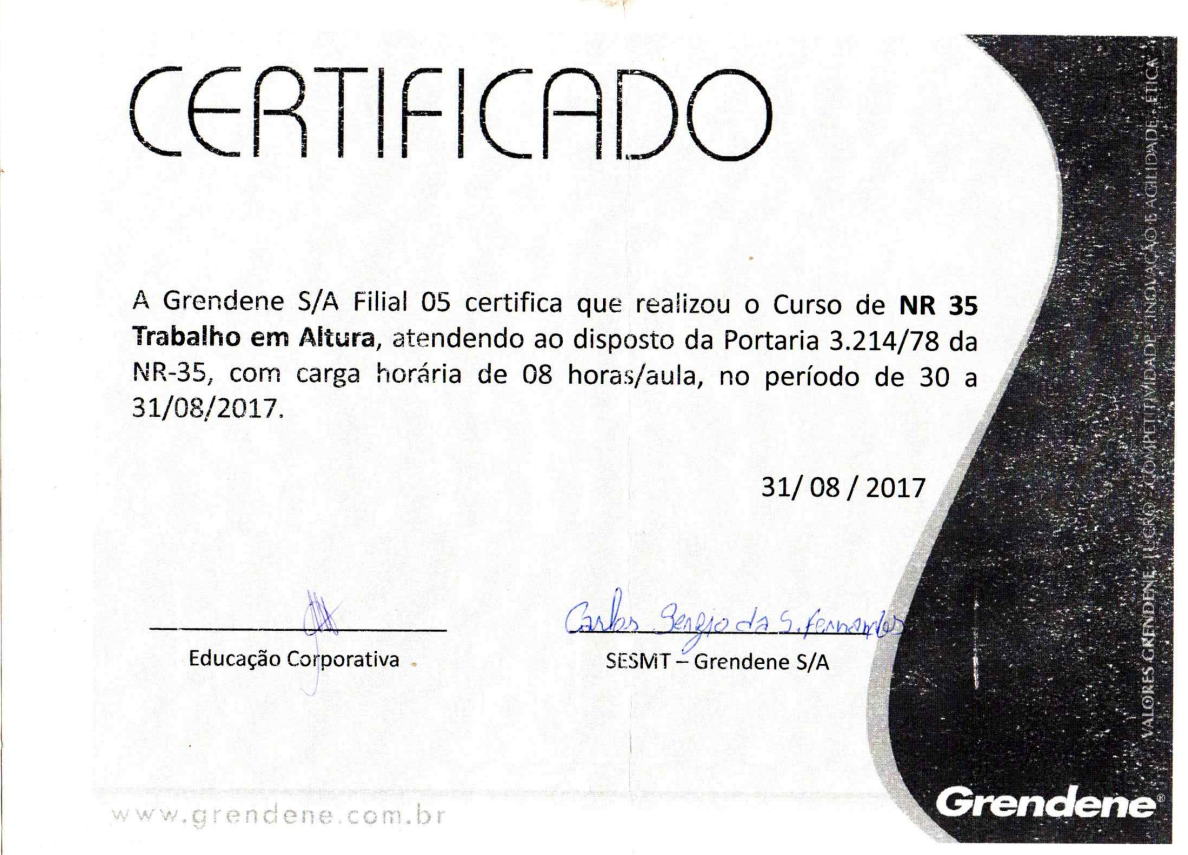 CERTIFICADO
A Grendene S/A Filial 05 certifica que realizou o Curso de NR 35
Trabalho em Altura, atendendo ao disposto da Portaria 3.214/78 da
NR-35, com carga horária de 08 horas/aula, no período de 30 a
31/08/2017.
31/ 08 / 2017
Carlos Sergio da S. Fernandes
Educação Corporativa
SESMT – Grendene S/A
www.grendene.com.br
Grendene®
VALORES GRENDENE: LUCRO - COMPETITIVIDADE - INOVAÇÃO E AGILIDADE - ÉTICA